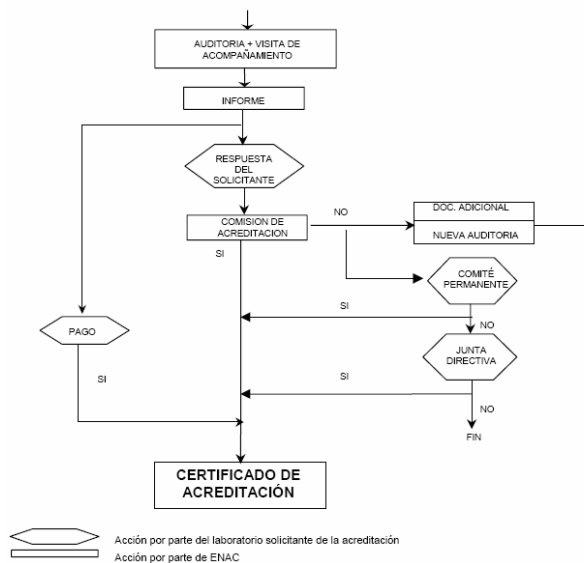 AUDITORIA + VISITA DE
ACOMPAÑAMIENTO
INFORME
RESPUESTA
DEL
SOLICITANTE
COMISION DE
ACREDITACION
NO
DOC. ADICIONAL
NUEVA AUDITORIA
SI
COMITÉ
PERMANENTE
SI
NO
PAGO
JUNTA
DIRECTIVA
SI
SI
NO
FIN
CERTIFICADO DE
ACREDITACIÓN
Acción por parte del laboratorio solicitante de la acreditación
Acción por parte de ENAC